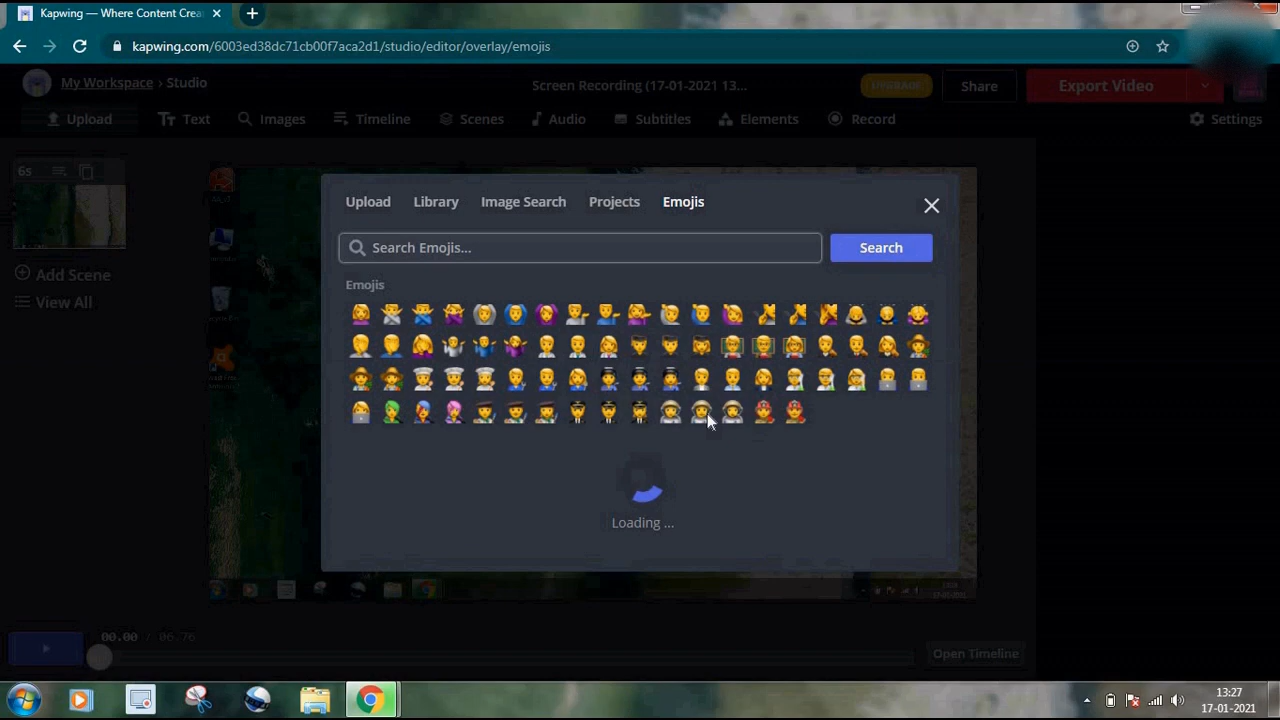 Kapwing — Where Content Crea
kapwing.com/6003ed38dc71cb00f7aca2d1/studio/editor/overlay/emojis
My Workspace › Studio
Screen Recording (17-01-2021 13...
UPGRADE
Share
Export Video
Upload
Text
Images
Timeline
Scenes
Audio
Subtitles
Elements
Record
Settings
6s
Add Scene
View All
Upload
Library
Image Search
Projects
Emojis
Search Emojis...
Search
Emojis
Loading ...
00.00 / 06.76
Open Timeline
13:27
17-01-2021